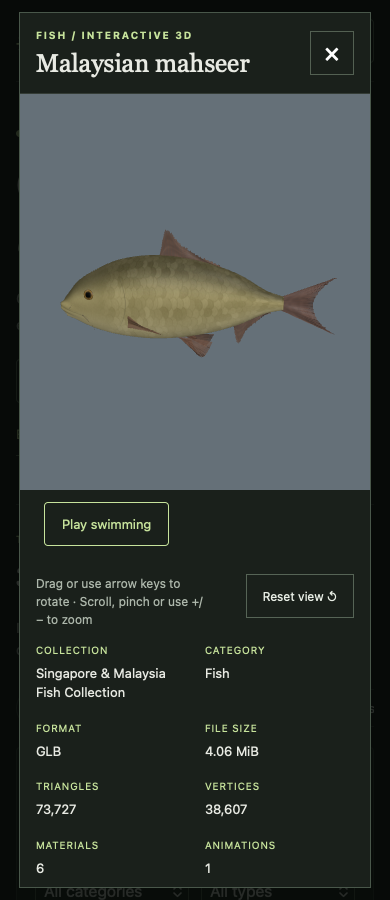 FISH / INTERACTIVE 3D
Malaysian mahseer
×
Play swimming
Drag or use arrow keys to
rotate · Scroll, pinch or use +/
− to zoom
Reset view ↺
COLLECTION
Singapore & Malaysia
Fish Collection
CATEGORY
Fish
FORMAT
GLB
FILE SIZE
4.06 MiB
TRIANGLES
73,727
VERTICES
38,607
MATERIALS
6
ANIMATIONS
1
All categories
All types